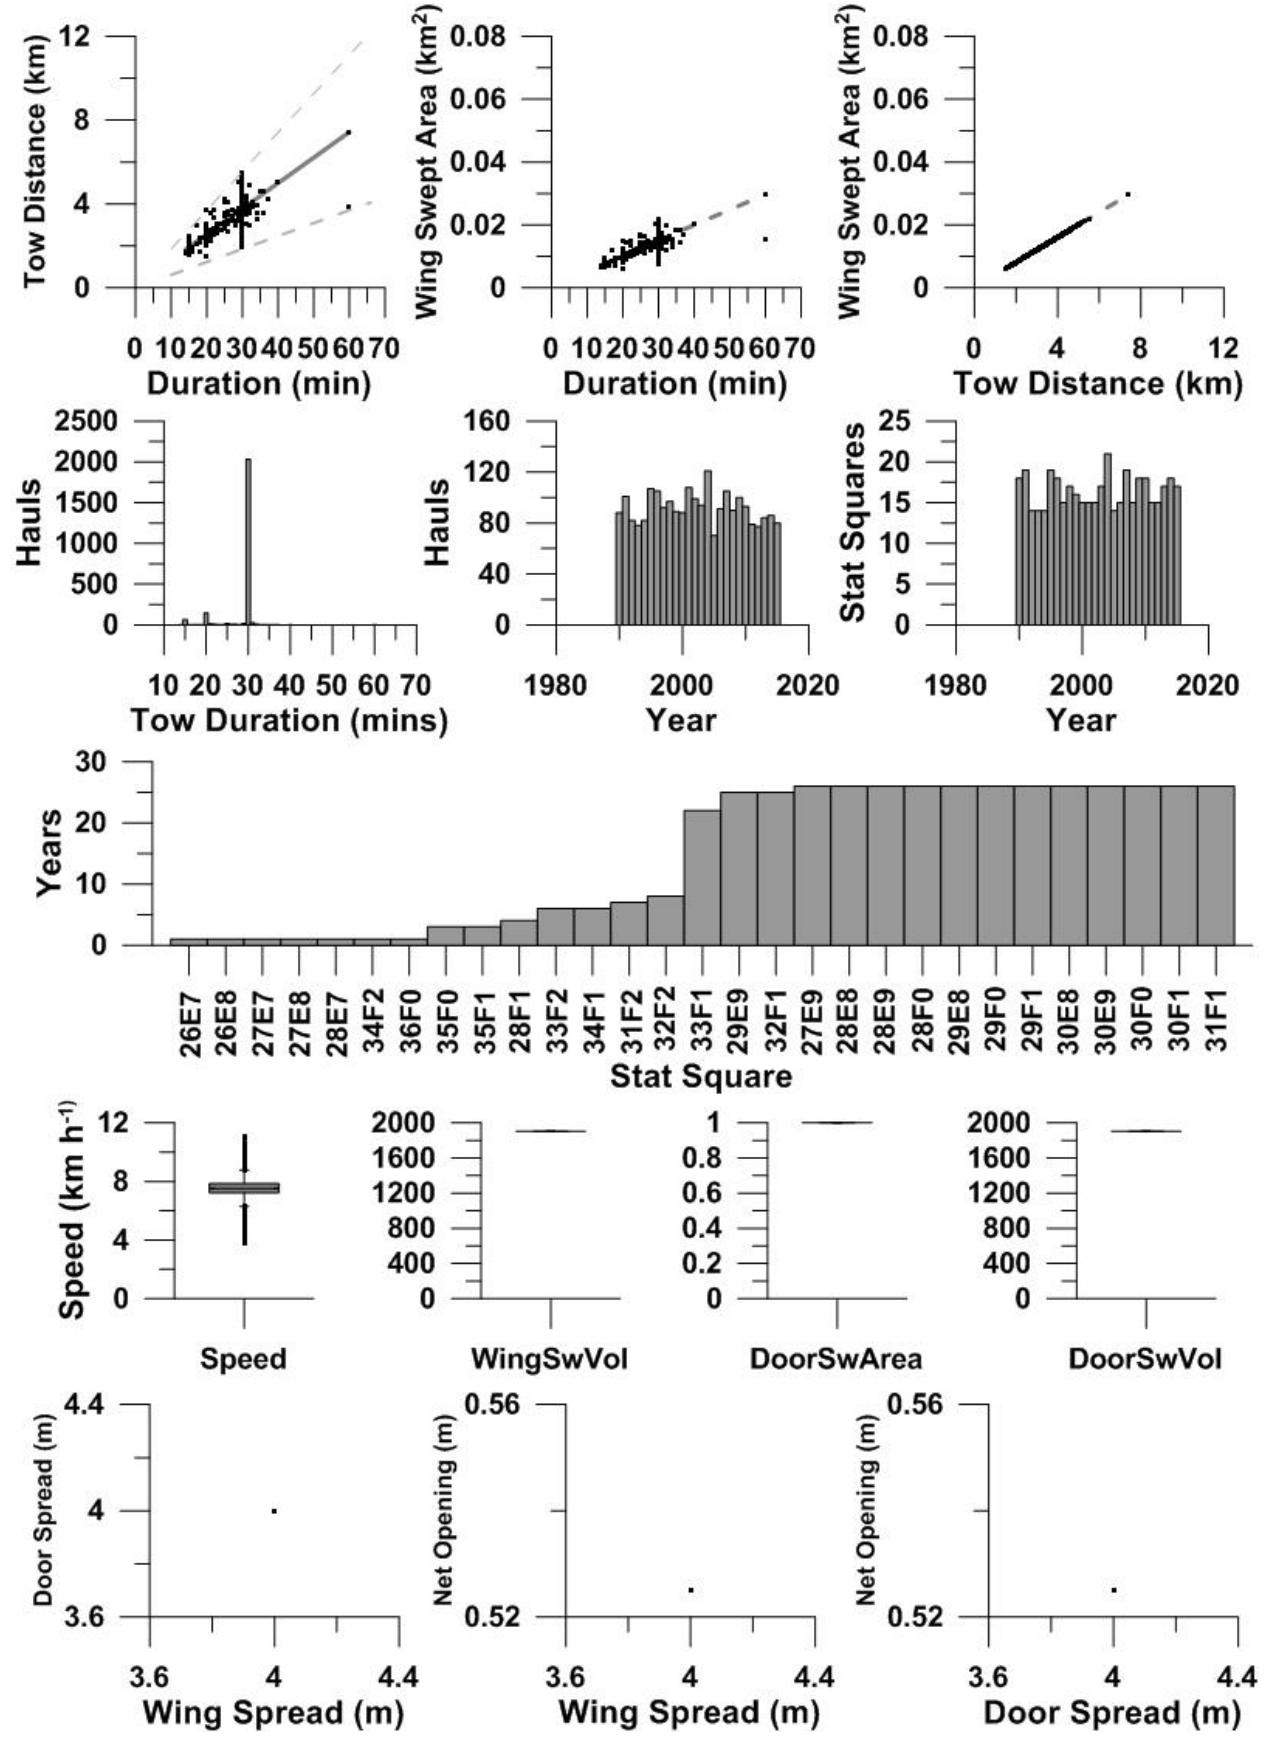 Tow Distance (km)
12
8
4
0
0 10 20 30 40 50 60 70
Duration (min)
Wing Swept Area (km²)
0.08
0.06
0.04
0.02
0
0 10 20 30 40 50 60 70
Duration (min)
Wing Swept Area (km²)
0.08
0.06
0.04
0.02
0
0 4 8 12
Tow Distance (km)
Hauls
2500
2000
1500
1000
500
0
10 20 30 40 50 60 70
Tow Duration (mins)
Hauls
160
120
80
40
0
1980 2000 2020
Year
Stat Squares
25
20
15
10
5
0
1980 2000 2020
Year
Years
30
20
10
0
26E7 26E8 27E7 27E8 28E7 34F2 36F0 35F0 35F1 28F1 33F2 34F1 31F2 32F2 33F1 29E9 32F1 27E9 28E8 28E9 28F0 29E8 29F0 29F1 30E8 30E9 30F0 30F1 31F1
Stat Square
Speed (km h⁻¹)
12
8
4
0
Speed
2000
1600
1200
800
400
0
WingSwVol
1
0.8
0.6
0.4
0.2
0
DoorSwArea
2000
1600
1200
800
400
0
DoorSwVol
Door Spread (m)
4.4
4
3.6
3.6 4 4.4
Wing Spread (m)
Net Opening (m)
0.56
0.52
3.6 4 4.4
Wing Spread (m)
Net Opening (m)
0.56
0.52
3.6 4 4.4
Door Spread (m)